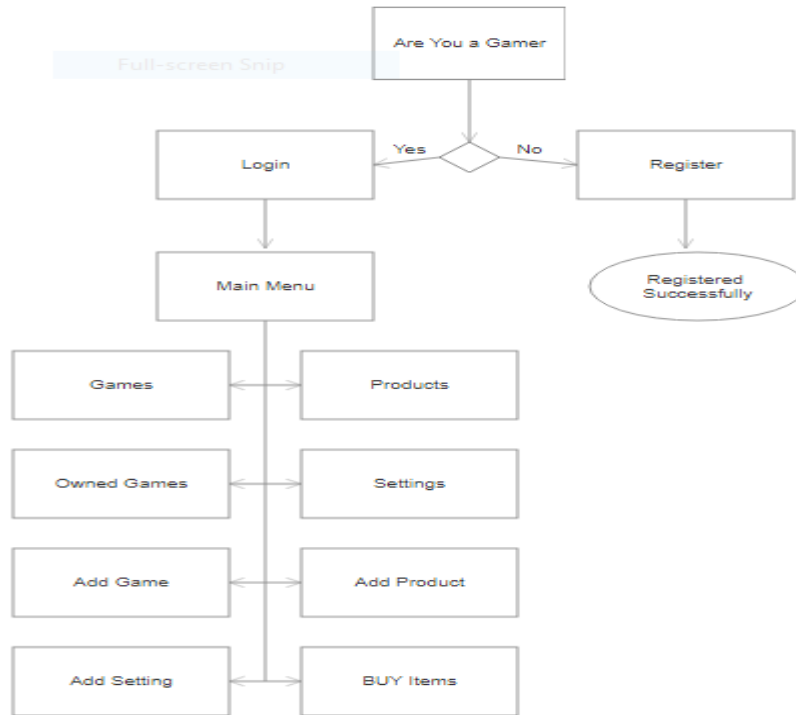 Are You a Gamer
Full-screen Snip
Yes
No
Login
Register
Main Menu
Registered
Successfully
Games
Products
Owned Games
Settings
Add Game
Add Product
Add Setting
BUY Items